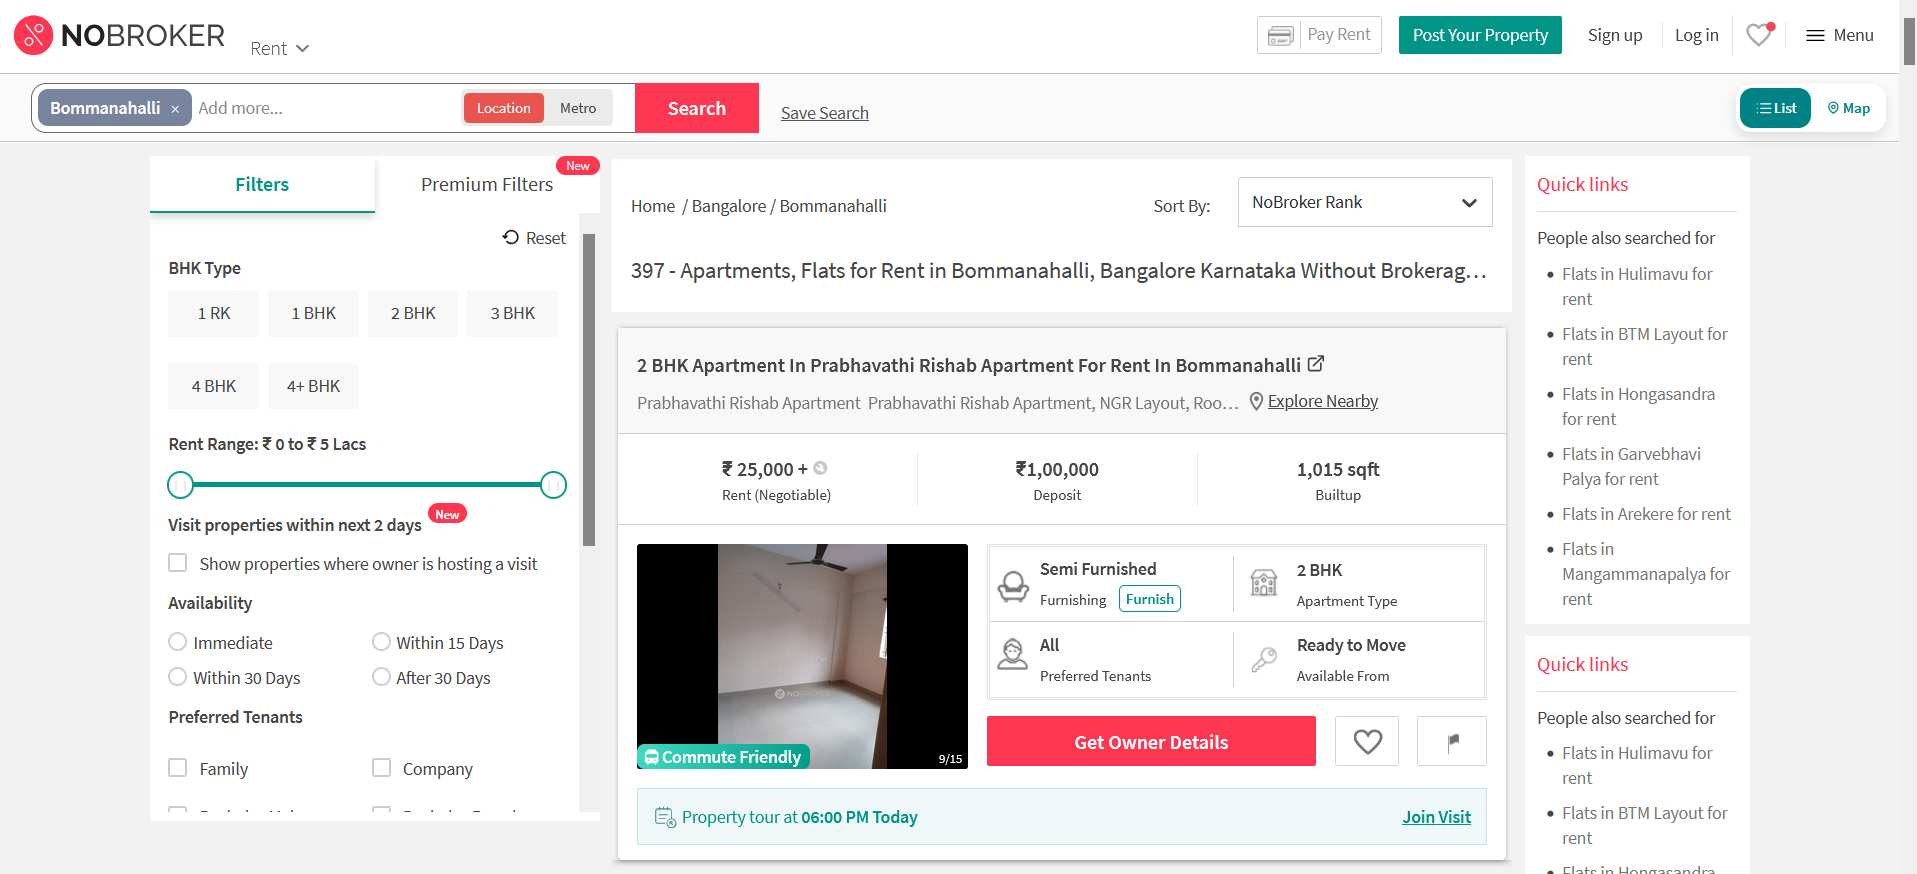 NOBROKER
Rent
Pay Rent
Post Your Property
Sign up
Log in
Menu
Bommanahalli ×
Add more...
Location
Metro
Search
Save Search
List
Map
Filters
Premium Filters
New
Reset
BHK Type
1 RK
1 BHK
2 BHK
3 BHK
4 BHK
4+ BHK
Rent Range: ₹ 0 to ₹ 5 Lacs
Visit properties within next 2 days
New
Show properties where owner is hosting a visit
Availability
Immediate
Within 15 Days
Within 30 Days
After 30 Days
Preferred Tenants
Family
Company
Home / Bangalore / Bommanahalli
Sort By:
NoBroker Rank
397 - Apartments, Flats for Rent in Bommanahalli, Bangalore Karnataka Without Brokerag…
2 BHK Apartment In Prabhavathi Rishab Apartment For Rent In Bommanahalli
Prabhavathi Rishab Apartment Prabhavathi Rishab Apartment, NGR Layout, Roo…
Explore Nearby
₹ 25,000 +
Rent (Negotiable)
₹1,00,000
Deposit
1,015 sqft
Builtup
NOBROKER
Commute Friendly
9/15
Semi Furnished
Furnishing
Furnish
2 BHK
Apartment Type
All
Preferred Tenants
Ready to Move
Available From
Get Owner Details
Property tour at 06:00 PM Today
Join Visit
Quick links
People also searched for
Flats in Hulimavu for
rent
Flats in BTM Layout for
rent
Flats in Hongasandra
for rent
Flats in Garvebhavi
Palya for rent
Flats in Arekere for rent
Flats in
Mangammanapalya for
rent
Quick links
People also searched for
Flats in Hulimavu for
rent
Flats in BTM Layout for
rent
Flats in Hongasandra